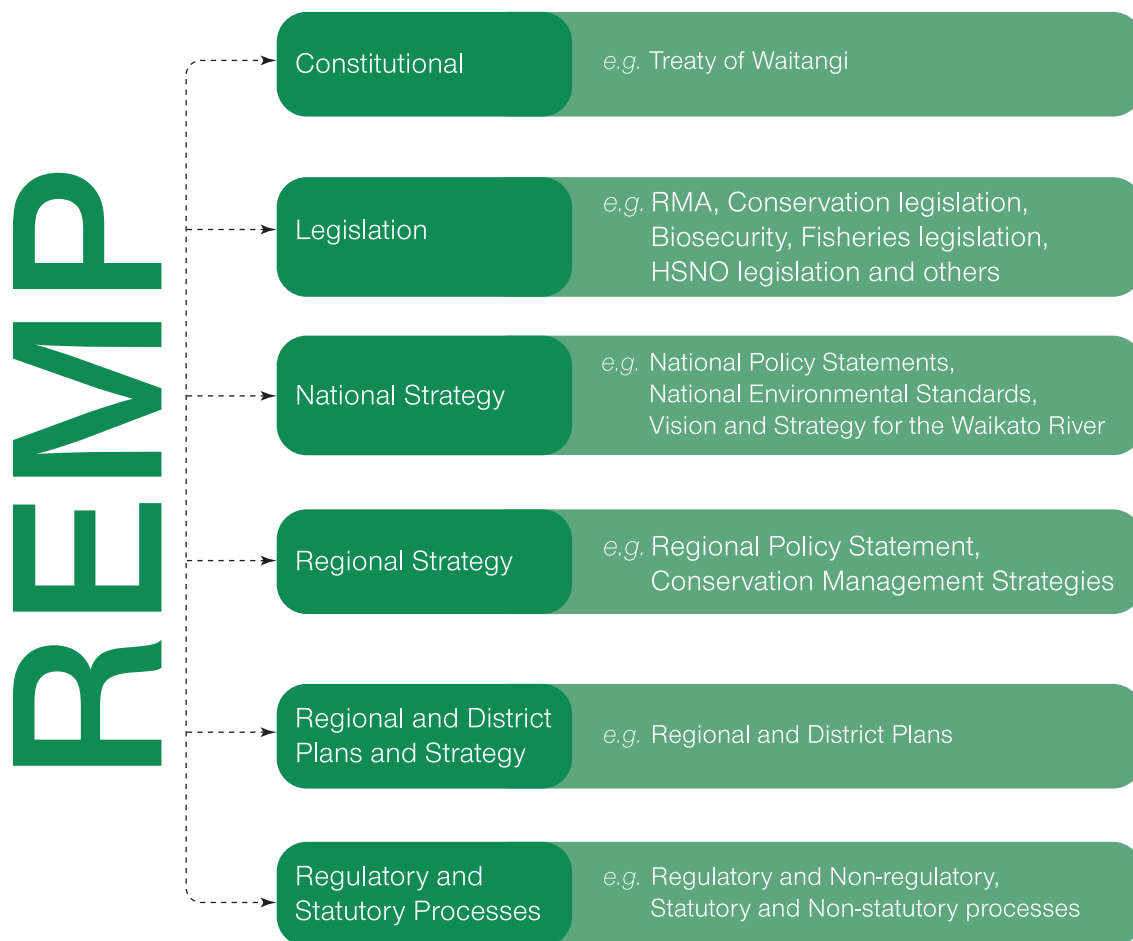 REMP
Constitutional
e.g. Treaty of Waitangi
Legislation
e.g. RMA, Conservation legislation,
Biosecurity, Fisheries legislation,
HSNO legislation and others
National Strategy
e.g. National Policy Statements,
National Environmental Standards,
Vision and Strategy for the Waikato River
Regional Strategy
e.g. Regional Policy Statement,
Conservation Management Strategies
Regional and District
Plans and Strategy
e.g. Regional and District Plans
Regulatory and
Statutory Processes
e.g. Regulatory and Non-regulatory,
Statutory and Non-statutory processes